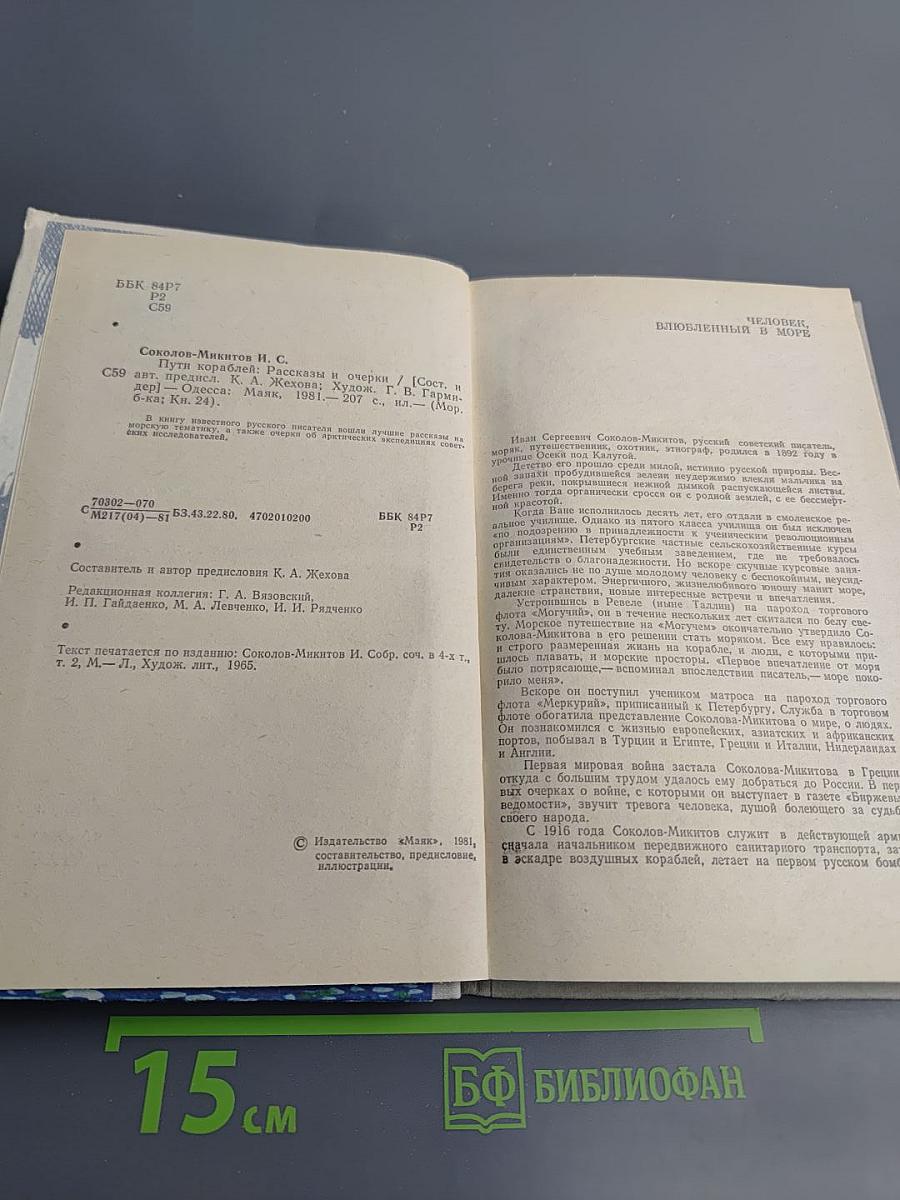 ББК 84Р7
Р2
С59
Соколов-Микитов И. С.
С59 Пути кораблей: Рассказы и очерки / [Сост. и
авт. предисл. К. А. Жехова; Худож. Г. В. Гарми-
дер] — Одесса: Маяк, 1981.— 207 с., ил.— (Мор.
б-ка; Кн. 24).
В книгу известного русского писателя вошли лучшие рассказы на
морскую тематику, а также очерки об арктических экспедициях совет-
ских исследователей.
С 70302—070
М217(04)—81 БЗ.43.22.80. 4702010200
ББК 84Р7
Р2
Составитель и автор предисловия К. А. Жехова
Редакционная коллегия: Г. А. Вязовский,
И. П. Гайдаенко, М. А. Левченко, И. И. Рядченко
Текст печатается по изданию: Соколов-Микитов И. Собр. соч. в 4-х т.,
т. 2, М.— Л., Худож. лит., 1965.
© Издательство «Маяк», 1981,
составительство, предисловие,
иллюстрации.
ЧЕЛОВЕК,
ВЛЮБЛЕННЫЙ В МОРЕ
Иван Сергеевич Соколов-Микитов, русский советский писатель,
моряк, путешественник, охотник, этнограф, родился в 1892 году в
урочище Осеки под Калугой.
Детство его прошло среди милой, истинно русской природы. Вес-
ной запахи пробудившейся зелени неудержимо влекли мальчика на
берега реки, покрывшиеся нежной дымкой распускающейся листвы.
Именно тогда органически сросся он с родной землей, с ее бессмерт-
ной красотой.
Когда Ване исполнилось десять лет, его отдали в смоленское ре-
альное училище. Однако из пятого класса училища он был исключен
«по подозрению в принадлежности к ученическим революционным
организациям». Петербургские частные сельскохозяйственные курсы
были единственным учебным заведением, где не требовалось
свидетельств о благонадежности. Но вскоре скучные курсовые заня-
тия оказались не по душе молодому человеку с беспокойным, неусид-
чивым характером. Энергичного, жизнелюбивого юношу манит море,
далекие странствия, новые интересные встречи и впечатления.
Устроившись в Ревеле (ныне Таллин) на пароход торгового
флота «Могучий», он в течение нескольких лет скитался по белу све-
ту. Морское путешествие на «Могучем» окончательно утвердило Со-
колова-Микитова в его решении стать моряком. Все ему нравилось:
и строго размеренная жизнь на корабле, и люди, с которыми при-
шлось плавать, и морские просторы. «Первое впечатление от моря
было потрясающе,— вспоминал впоследствии писатель,— море поко-
рило меня».
Вскоре он поступил учеником матроса на пароход торгового
флота «Меркурий», приписанный к Петербургу. Служба в торговом
флоте обогатила представление Соколова-Микитова о мире, о людях.
Он познакомился с жизнью европейских, азиатских и африканских
портов, побывал в Турции и Египте, Греции и Италии, Нидерландах
и Англии.
Первая мировая война застала Соколова-Микитова в Греции,
откуда с большим трудом удалось ему добраться до России. В пер
вых очерках о войне, с которыми он выступает в газете «Биржевы
ведомости», звучит тревога человека, душой болеющего за судьб
своего народа.
С 1916 года Соколов-Микитов служит в действующей арми
сначала начальником передвижного санитарного транспорта, зат
в эскадре воздушных кораблей, летает на первом русском бомб
15 см
БФ БИБЛИОФАН